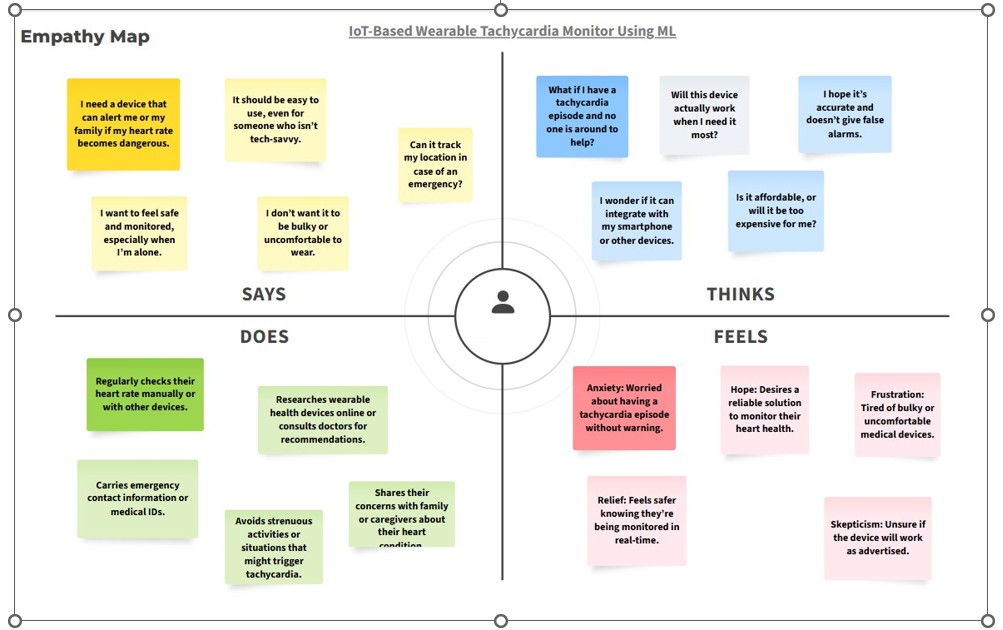 Empathy Map
IoT-Based Wearable Tachycardia Monitor Using ML
I need a device that
can alert me or my
family if my heart rate
becomes dangerous.
It should be easy to
use, even for
someone who isn't
tech-savvy.
Can it track
my location in
case of an
emergency?
I want to feel safe
and monitored,
especially when
I'm alone.
I don't want it to
be bulky or
uncomfortable to
wear.
SAYS
What if I have a
tachycardia
episode and no
one is around to
help?
Will this device
actually work
when I need it
most?
I hope it's
accurate and
doesn't give false
alarms.
I wonder if it can
integrate with
my smartphone
or other devices.
Is it affordable, or
will it be too
expensive for me?
THINKS
DOES
Regularly checks their
heart rate manually or
with other devices.
Researches wearable
health devices online or
consults doctors for
recommendations.
Carries emergency
contact information or
medical IDs.
Avoids strenuous
activities or
situations that
might trigger
tachycardia.
Shares their
concerns with family
or caregivers about
their heart
condition
FEELS
Anxiety: Worried
about having a
tachycardia episode
without warning.
Hope: Desires a
reliable solution
to monitor their
heart health.
Frustration:
Tired of bulky or
uncomfortable
medical devices.
Relief: Feels safer
knowing they're
being monitored in
real-time.
Skepticism: Unsure if
the device will work
as advertised.